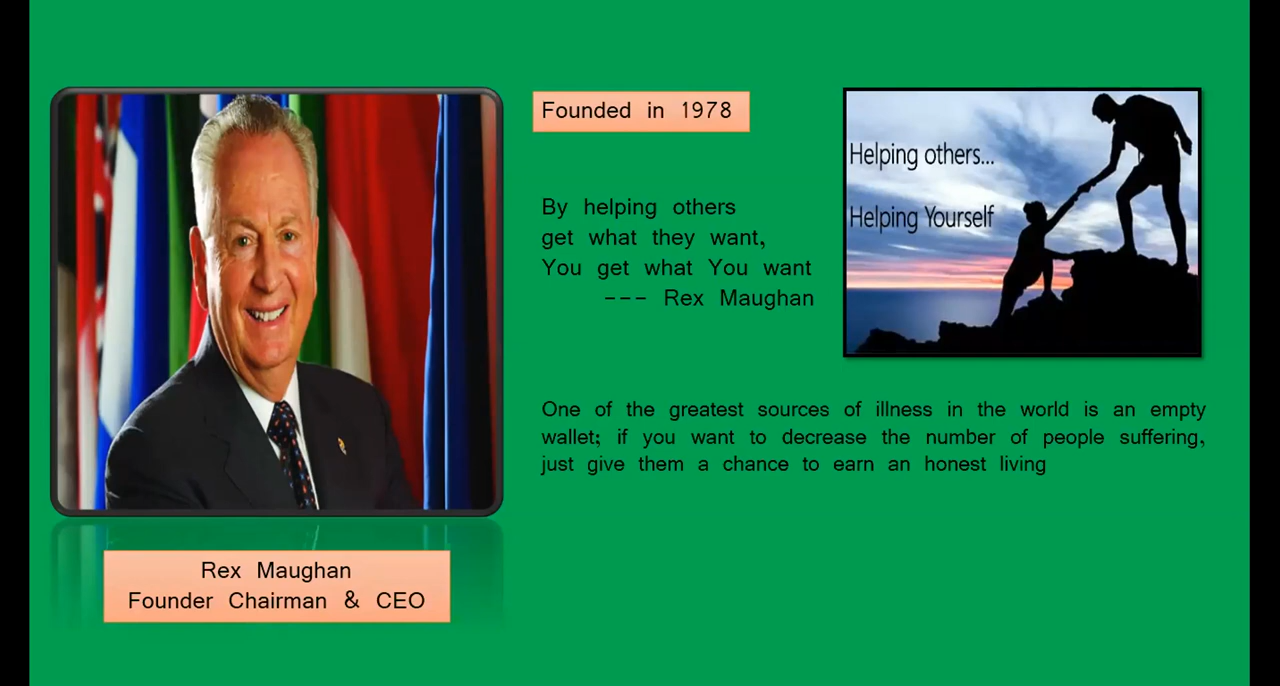 Founded in 1978
Helping others...
Helping Yourself
By helping others
get what they want,
You get what You want
--- Rex Maughan
One of the greatest sources of illness in the world is an empty
wallet; if you want to decrease the number of people suffering,
just give them a chance to earn an honest living
Rex Maughan
Founder Chairman & CEO